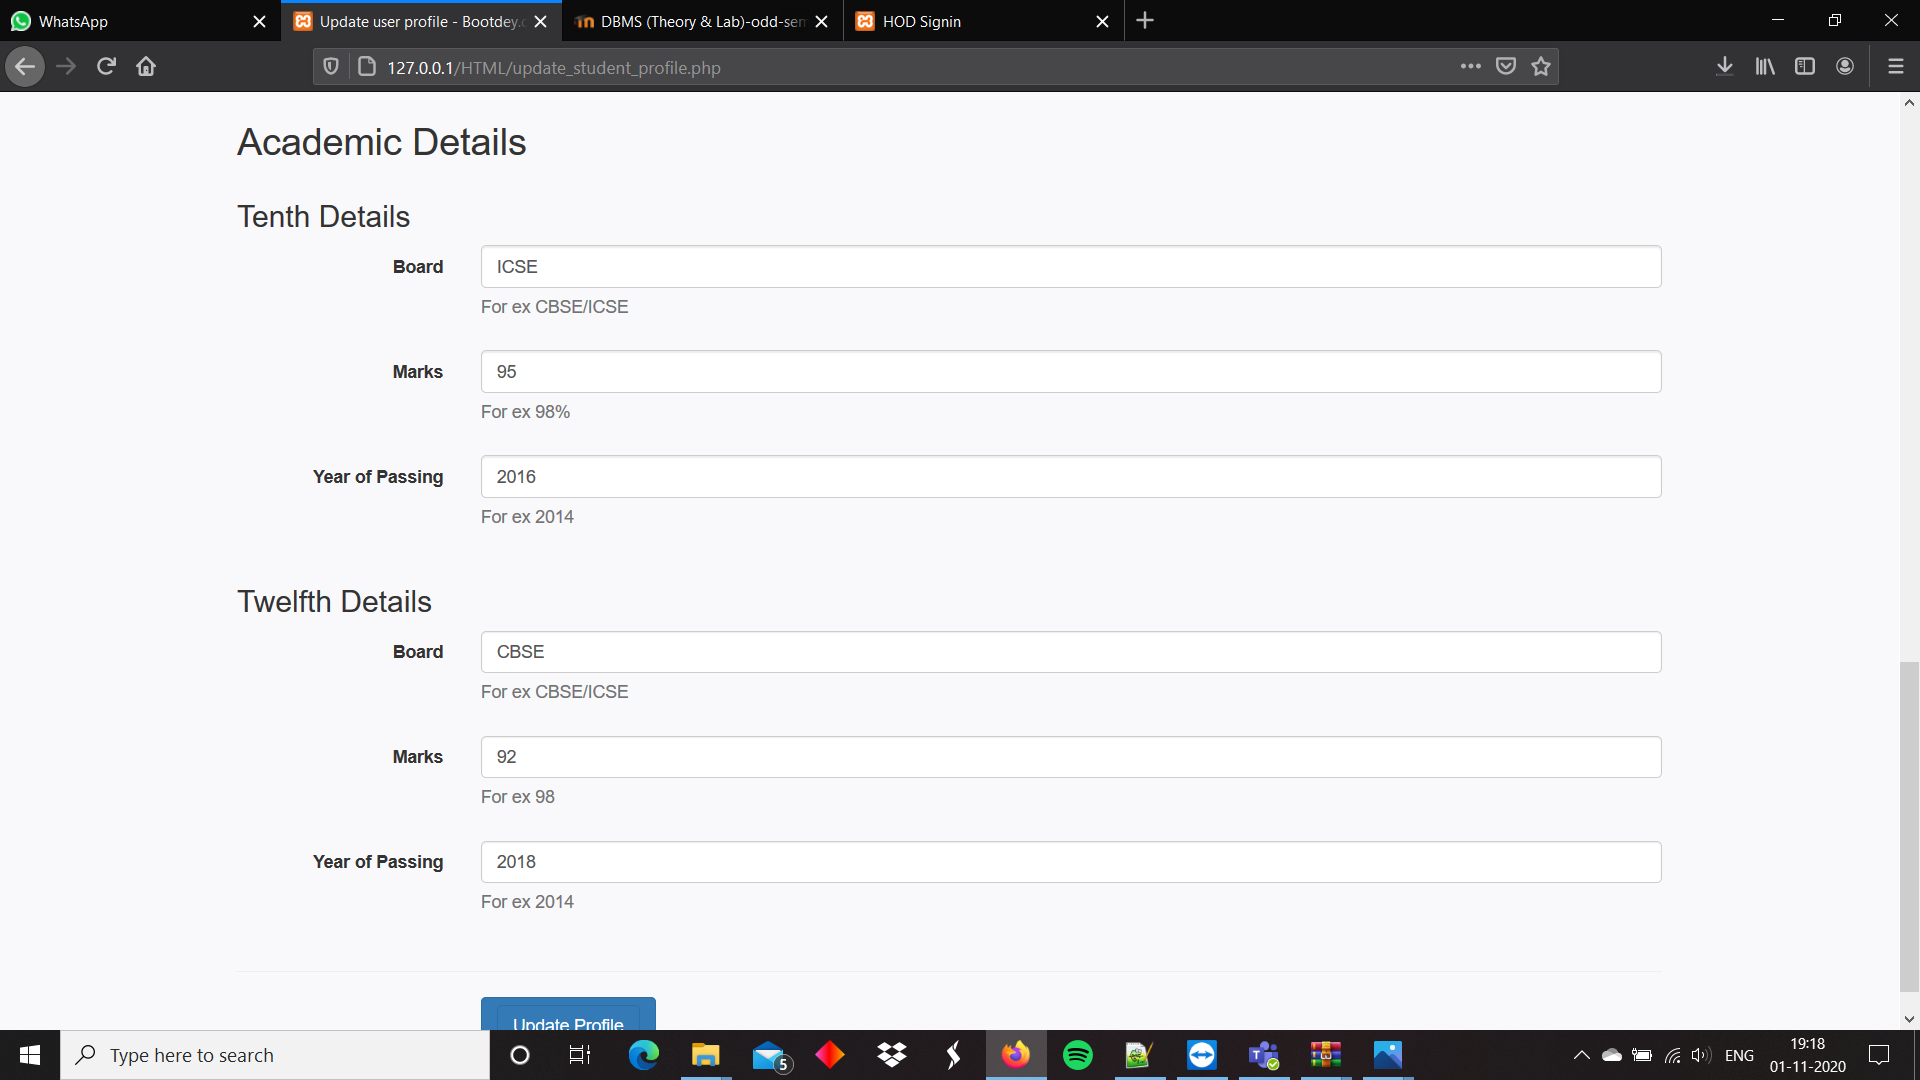 WhatsApp
Update user profile - Bootdey.c
DBMS (Theory & Lab)-odd-sem
HOD Signin
127.0.0.1/HTML/update_student_profile.php
Academic Details
Tenth Details
Board
ICSE
For ex CBSE/ICSE
Marks
95
For ex 98%
Year of Passing
2016
For ex 2014
Twelfth Details
Board
CBSE
For ex CBSE/ICSE
Marks
92
For ex 98
Year of Passing
2018
For ex 2014
Update Profile
Type here to search
5
ENG
19:18
01-11-2020